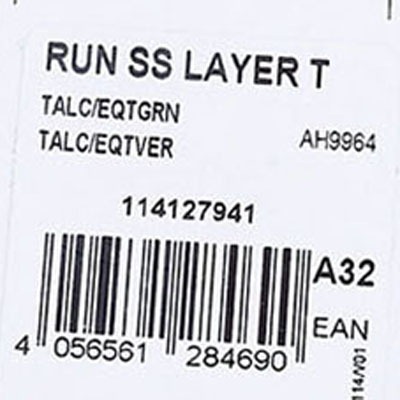 RUN SS LAYER T
TALC/EQTGRN
TALC/EQTVER
AH9964
114127941
A32
EAN
4 056561 284690
114/V01